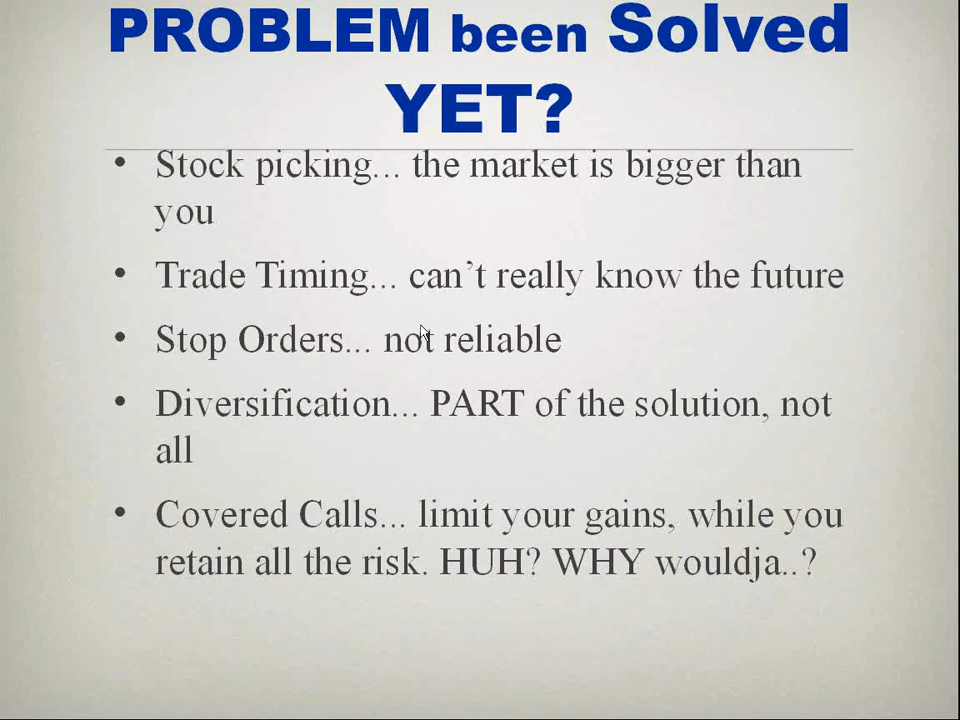 PROBLEM been Solved
YET?
• Stock picking... the market is bigger than
you
• Trade Timing... can’t really know the future
• Stop Orders... not reliable
• Diversification... PART of the solution, not
all
• Covered Calls... limit your gains, while you
retain all the risk. HUH? WHY wouldja..?